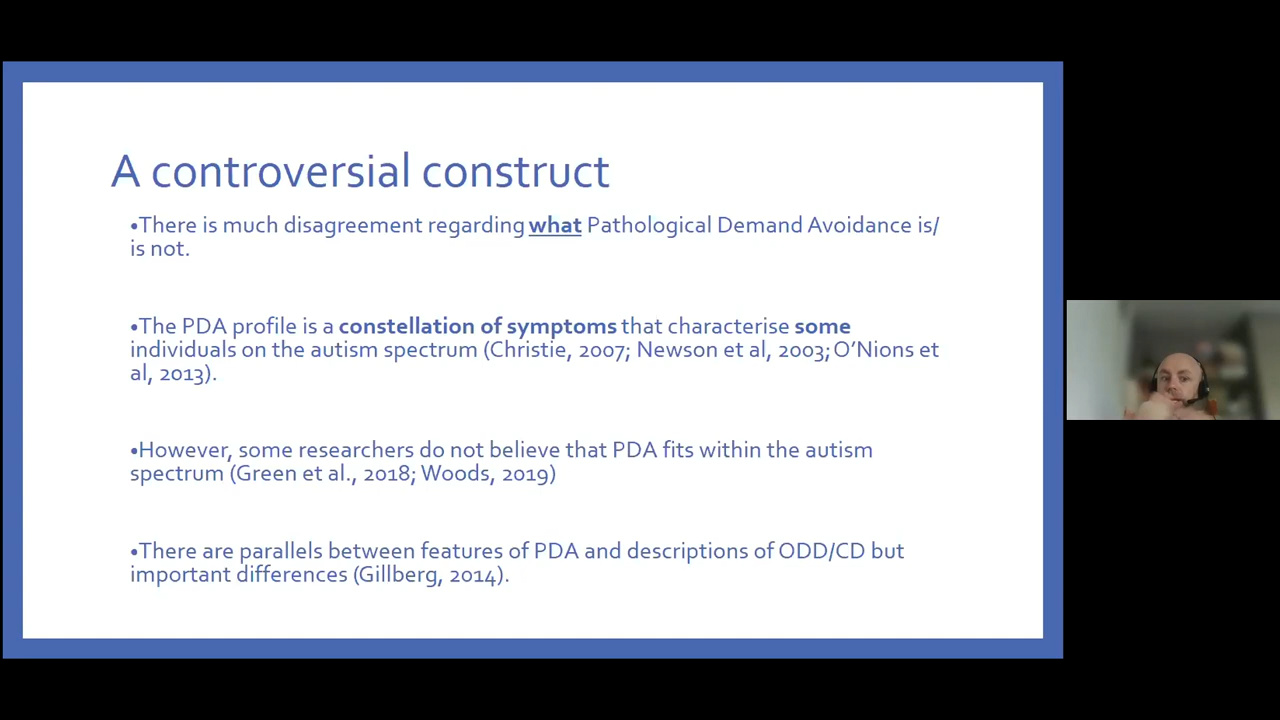 A controversial construct
•There is much disagreement regarding what Pathological Demand Avoidance is/
is not.
•The PDA profile is a constellation of symptoms that characterise some
individuals on the autism spectrum (Christie, 2007; Newson et al, 2003; O’Nions et
al, 2013).
•However, some researchers do not believe that PDA fits within the autism
spectrum (Green et al., 2018; Woods, 2019)
•There are parallels between features of PDA and descriptions of ODD/CD but
important differences (Gillberg, 2014).